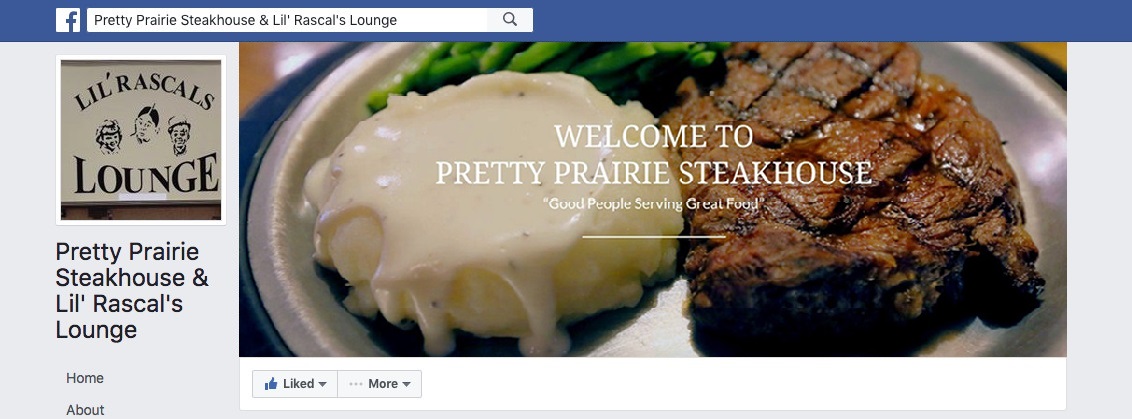 Pretty Prairie Steakhouse & Lil' Rascal's Lounge
LIL' RASCALS
LOUNGE
WELCOME TO
PRETTY PRAIRIE STEAKHOUSE
"Good People Serving Great Food"
Pretty Prairie
Steakhouse &
Lil' Rascal's
Lounge
Home
About
Liked
More